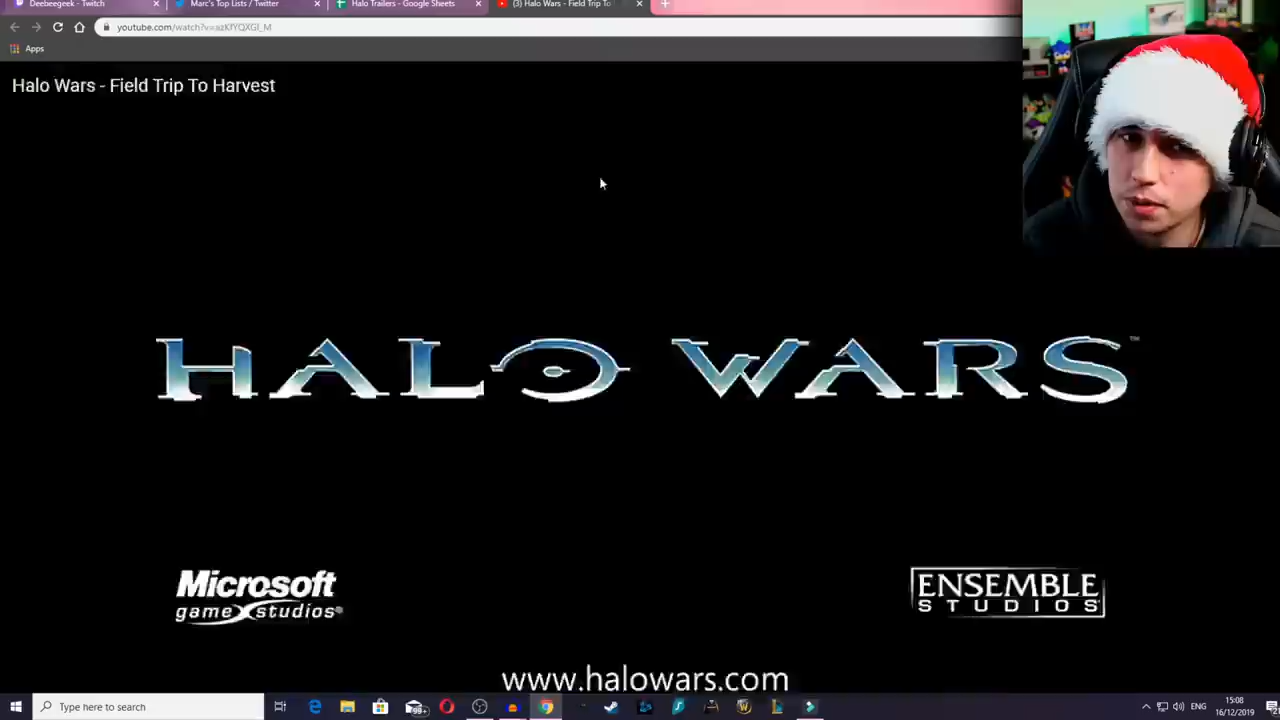 Deebeegeek - Twitch
Marc's Top Lists / Twitter
Halo Trailers - Google Sheets
(3) Halo Wars - Field Trip To
Apps
Halo Wars - Field Trip To Harvest
HALO WARS™
Microsoft
game studios®
ENSEMBLE
STUDIOS
www.halowars.com
Type here to search
99+
ENG
15:08
16/12/2019